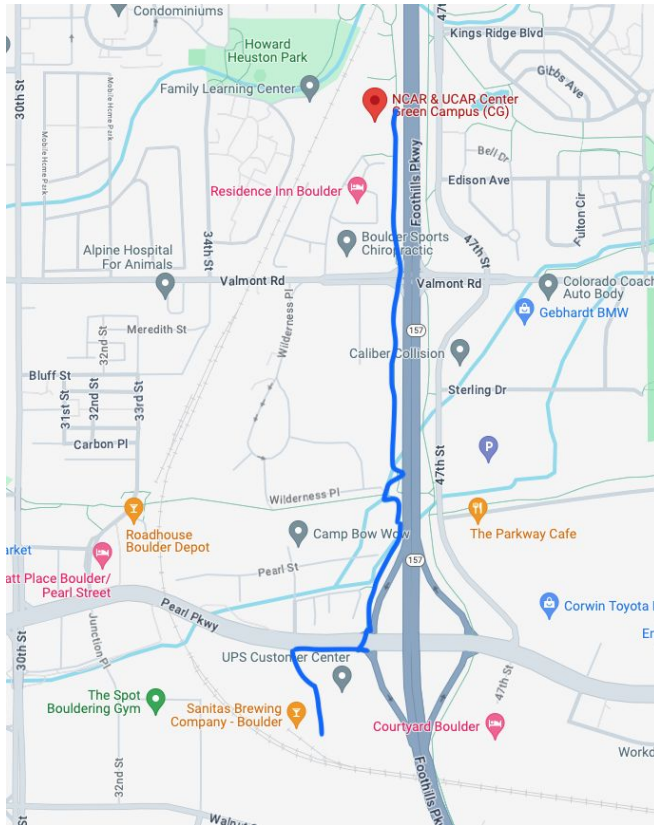 Condominiums
47th
Kings Ridge Blvd
Howard
Heuston Park
30th St
Mobile Home Park
Family Learning Center
Gibbs Ave
NCAR & UCAR Center
Green Campus (CG)
Mobile Home Park
Foothills Pkwy
Bell Dr
Edison Ave
Residence Inn Boulder
Fulton Cir
34th St
Boulder Sports
Chiropractic
47th St
Alpine Hospital
For Animals
Valmont Rd
Valmont Rd
Colorado Coach
Auto Body
Gebhardt BMW
Wilderness Pl
Meredith St
32nd St
157
Caliber Collision
Bluff St
31st St
32nd St
33rd St
Sterling Dr
Carbon Pl
P
47th St
Wilderness Pl
Roadhouse
Boulder Depot
Camp Bow Wow
The Parkway Cafe
arket
att Place Boulder/
Pearl Street
Pearl St
157
Pearl Pkwy
Corwin Toyota
30th St
Junction Pl
UPS Customer Center
47th St
The Spot
Bouldering Gym
Sanitas Brewing
Company - Boulder
Courtyard Boulder
32nd St
Workd
Foothills Pkw
St
Walnut